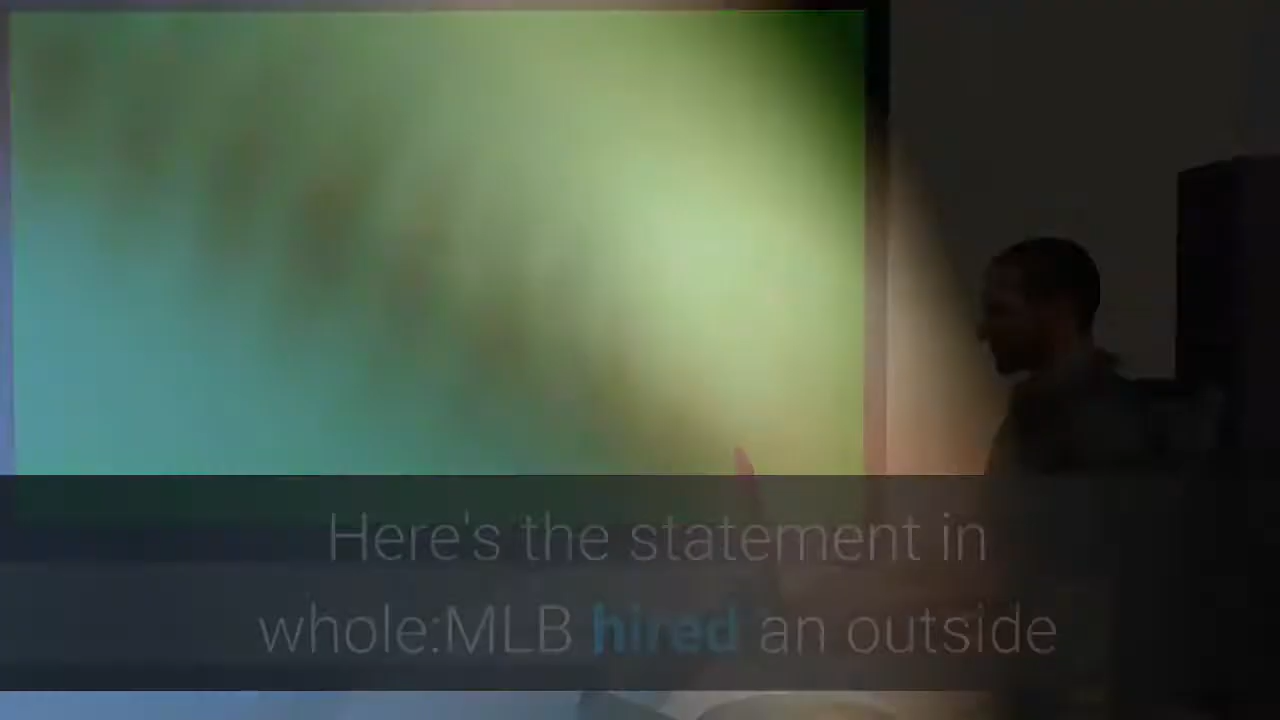 Here's the statement in
whole:MLB hired an outside